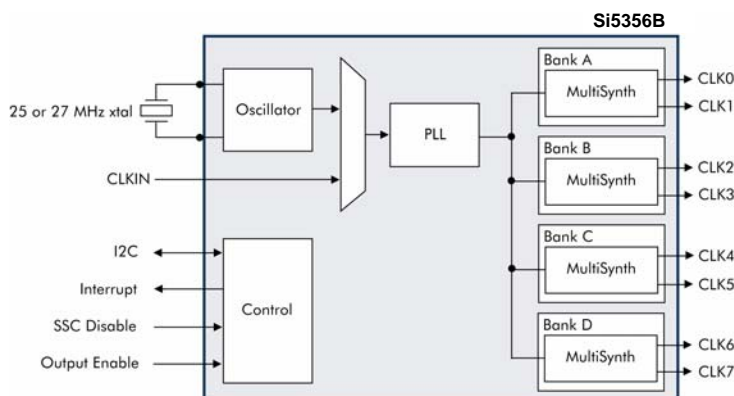 Si5356B
25 or 27 MHz xtal
Oscillator
CLKIN
PLL
I2C
Interrupt
SSC Disable
Output Enable
Control
Bank A
MultiSynth
CLK0
CLK1
Bank B
MultiSynth
CLK2
CLK3
Bank C
MultiSynth
CLK4
CLK5
Bank D
MultiSynth
CLK6
CLK7